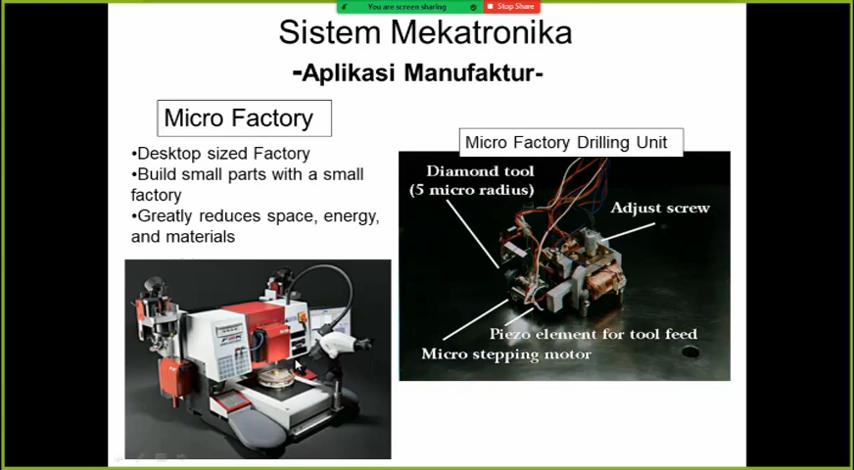 You are screen sharing
Stop Share
Sistem Mekatronika
-Aplikasi Manufaktur-
Micro Factory
•Desktop sized Factory
•Build small parts with a small
factory
•Greatly reduces space, energy,
and materials
Micro Factory Drilling Unit
Diamond tool
(5 micro radius)
Adjust screw
Piezo element for tool feed
Micro stepping motor